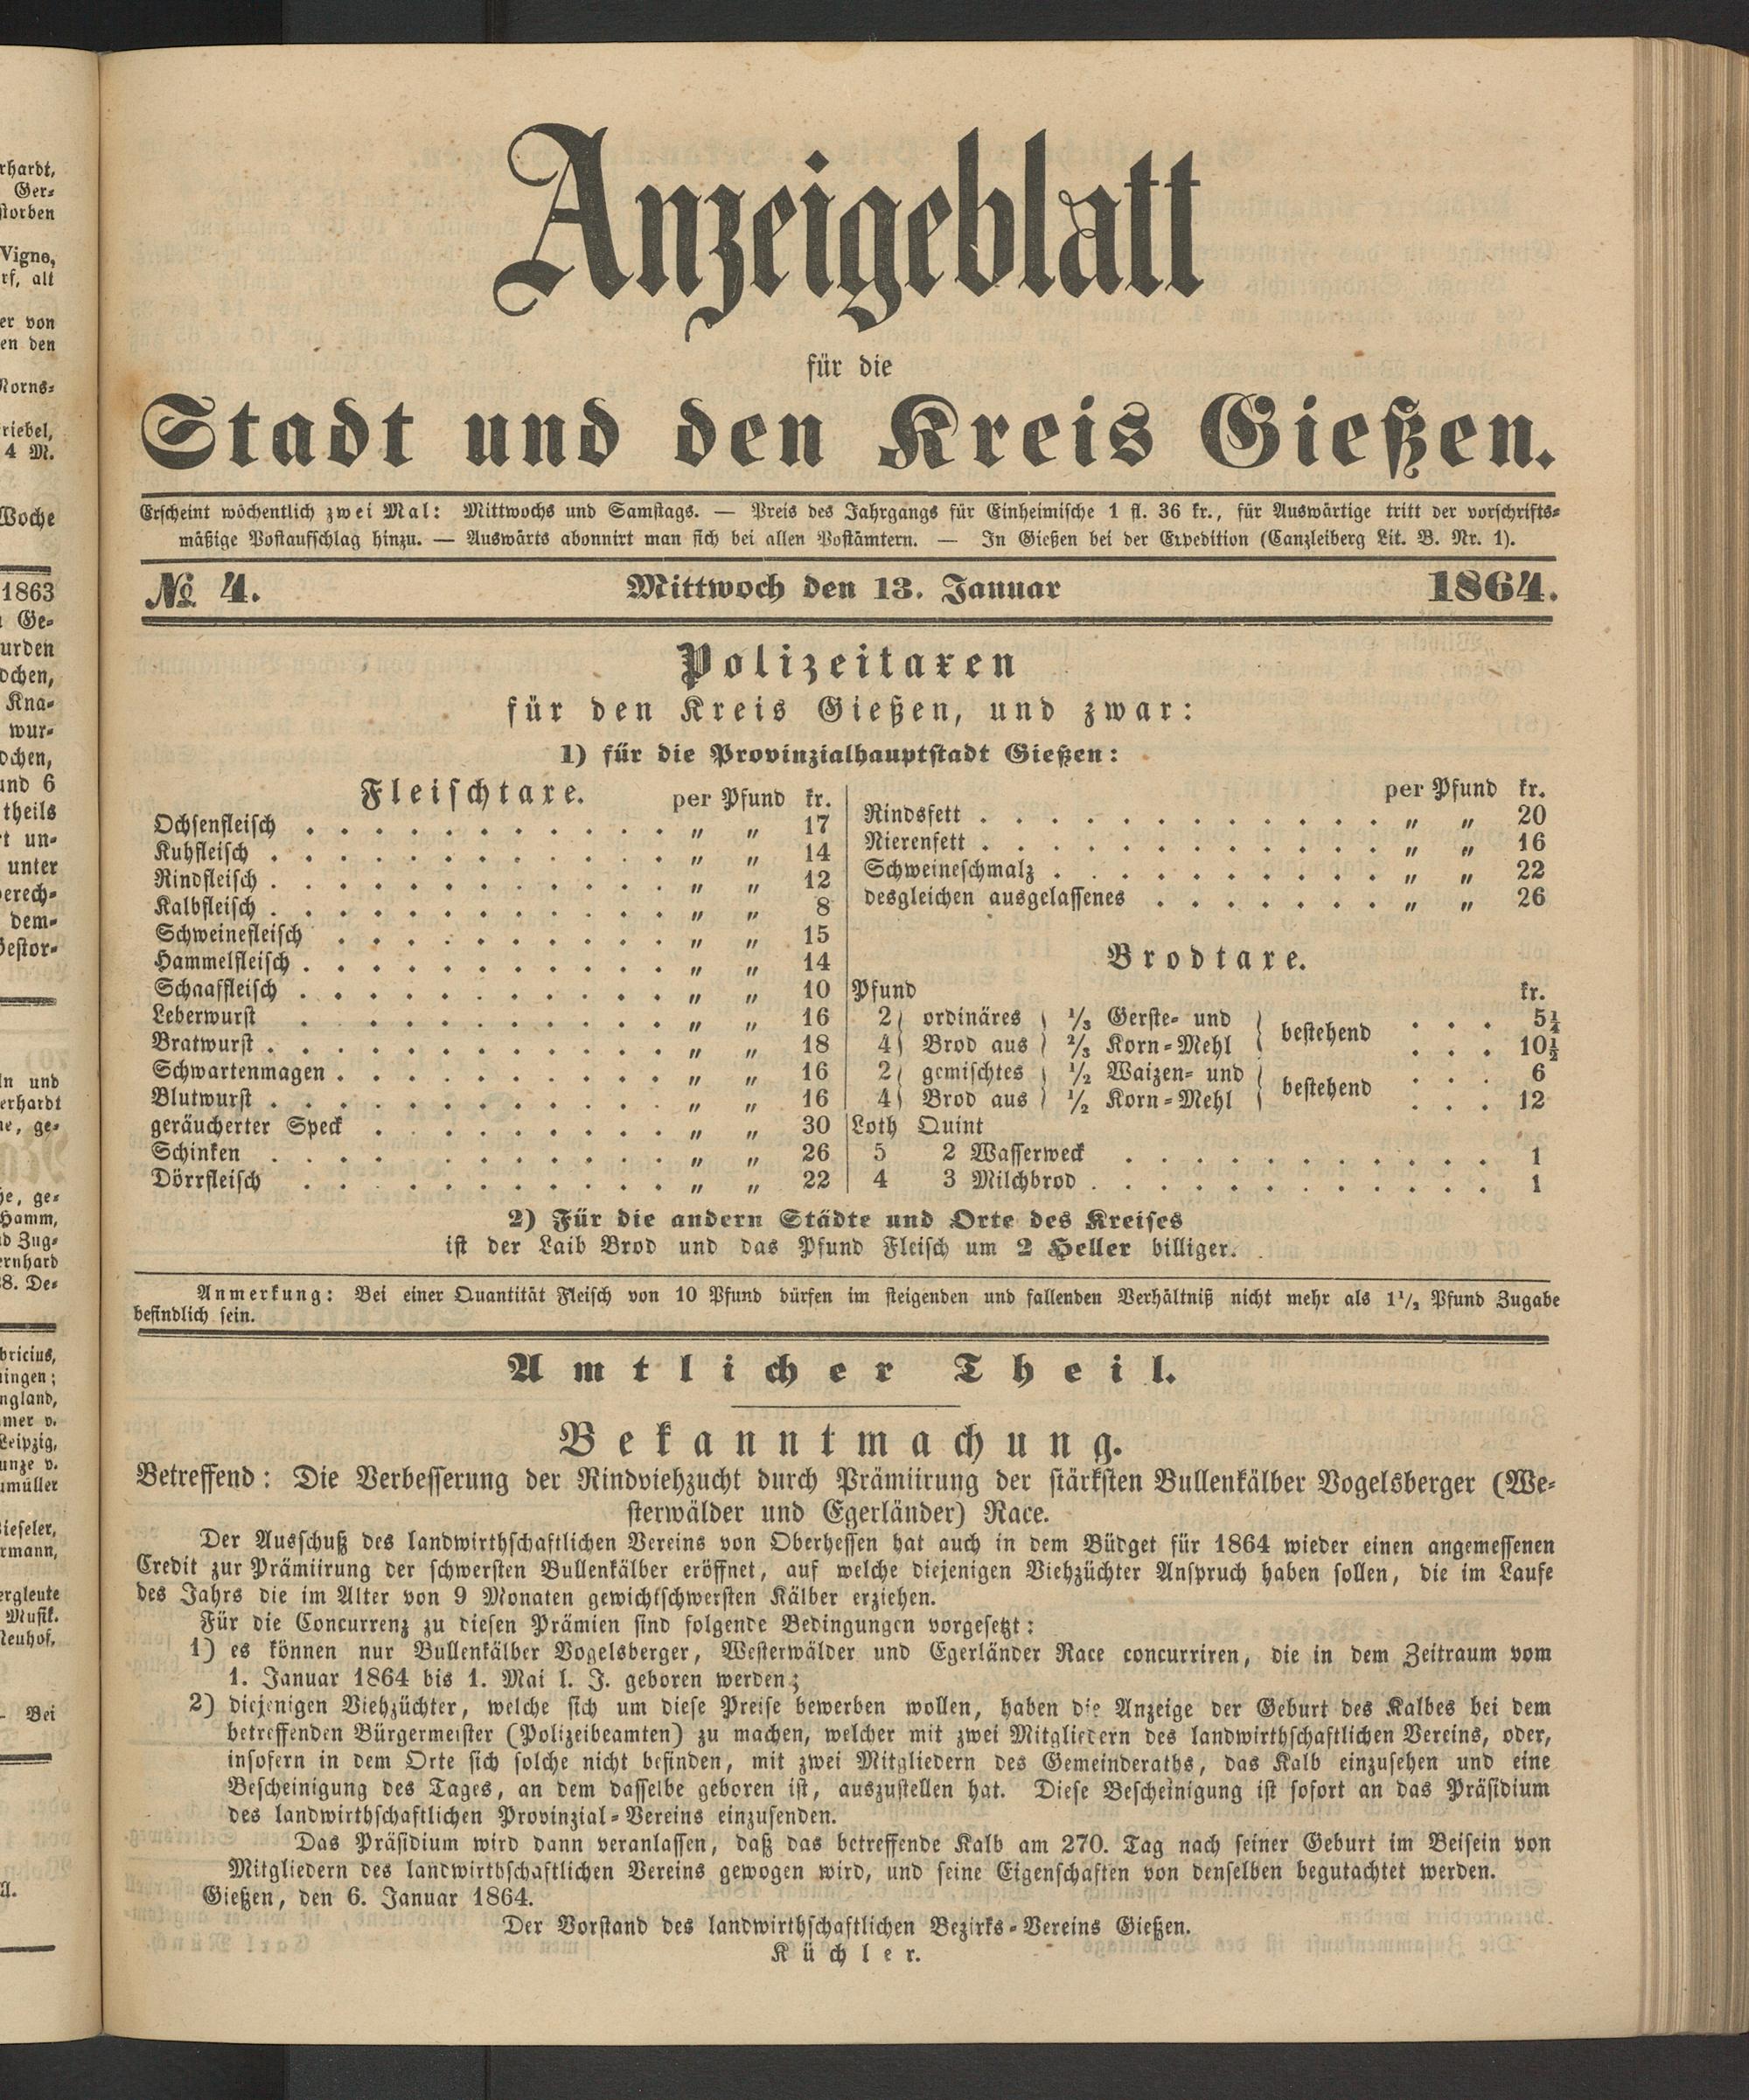 Anzeigeblatt
für die
Stadt und den Kreis Gießen.
Erscheint wöchentlich zwei Mal: Mittwochs und Samstags. — Preis des Jahrgangs für Einheimische 1 fl. 36 kr., für Auswärtige tritt der vorschrifts-
mäßige Postaufschlag hinzu. — Auswärts abonnirt man sich bei allen Postämtern. — In Gießen bei der Expedition (Canzleiberg Lit. B. Nr. 1).
№ 4. Mittwoch den 13. Januar 1864.
Polizeitaxen
für den Kreis Gießen, und zwar:
1) für die Provinzialhauptstadt Gießen:
Fleischtaxe. per Pfund kr.
Ochsenfleisch . . . . . . . . . . . „ „ 17
Kuhfleisch . . . . . . . . . . . . „ „ 14
Rindfleisch . . . . . . . . . . . . „ „ 12
Kalbfleisch . . . . . . . . . . . . „ „ 8
Schweinefleisch . . . . . . . . . . „ „ 15
Hammelfleisch . . . . . . . . . . . „ „ 14
Schaaffleisch . . . . . . . . . . . „ „ 10
Leberwurst . . . . . . . . . . . „ „ 16
Bratwurst . . . . . . . . . . . . „ „ 18
Schwartenmagen . . . . . . . . . . „ „ 16
Blutwurst . . . . . . . . . . . . „ „ 16
geräucherter Speck . . . . . . . . . „ „ 30
Schinken . . . . . . . . . . . . „ „ 26
Dörrfleisch . . . . . . . . . . . „ „ 22
per Pfund kr.
Rindsfett . . . . . . . . . . . . . „ „ 20
Nierenfett . . . . . . . . . . . . . „ „ 16
Schweineschmalz . . . . . . . . . . „ „ 22
desgleichen ausgelassenes . . . . . . . „ „ 26
Brodtaxe.
Pfund kr.
2 } ordinäres } ⅓ Gerste- und } bestehend . . . 5¼
4 } Brod aus } ⅔ Korn-Mehl } . . . 10½
2 } gemischtes } ½ Waizen- und } bestehend . . . 6
4 } Brod aus } ½ Korn-Mehl } . . . 12
Loth Quint
5 2 Wasserweck . . . . . . . . . . . 1
4 3 Milchbrod . . . . . . . . . . . . 1
2) Für die andern Städte und Orte des Kreises
ist der Laib Brod und das Pfund Fleisch um 2 Heller billiger.
Anmerkung: Bei einer Quantität Fleisch von 10 Pfund dürfen im steigenden und fallenden Verhältniß nicht mehr als 1½ Pfund Zugabe
befindlich sein.
Amtlicher Theil.
Bekanntmachung.
Betreffend: Die Verbesserung der Rindviehzucht durch Prämiirung der stärksten Bullenkälber Vogelsberger (We-
sterwälder und Egerländer) Race.
Der Ausschuß des landwirthschaftlichen Vereins von Oberhessen hat auch in dem Büdget für 1864 wieder einen angemessenen
Credit zur Prämiirung der schwersten Bullenkälber eröffnet, auf welche diejenigen Viehzüchter Anspruch haben sollen, die im Laufe
des Jahrs die im Alter von 9 Monaten gewichtschwersten Kälber erziehen.
Für die Concurrenz zu diesen Prämien sind folgende Bedingungen vorgesetzt:
1) es können nur Bullenkälber Vogelsberger, Westerwälder und Egerländer Race concurriren, die in dem Zeitraum vom
1. Januar 1864 bis 1. Mai l. J. geboren werden;
2) diejenigen Viehzüchter, welche sich um diese Preise bewerben wollen, haben die Anzeige der Geburt des Kalbes bei dem
betreffenden Bürgermeister (Polizeibeamten) zu machen, welcher mit zwei Mitgliedern des landwirthschaftlichen Vereins, oder,
insofern in dem Orte sich solche nicht befinden, mit zwei Mitgliedern des Gemeinderaths, das Kalb einzusehen und eine
Bescheinigung des Tages, an dem dasselbe geboren ist, auszustellen hat. Diese Bescheinigung ist sofort an das Präsidium
des landwirthschaftlichen Provinzial-Vereins einzusenden.
Das Präsidium wird dann veranlassen, daß das betreffende Kalb am 270. Tag nach seiner Geburt im Beisein von
Mitgliedern des landwirthschaftlichen Vereins gewogen wird, und seine Eigenschaften von denselben begutachtet werden.
Gießen, den 6. Januar 1864.
Der Vorstand des landwirthschaftlichen Bezirks-Vereins Gießen.
Küchler.